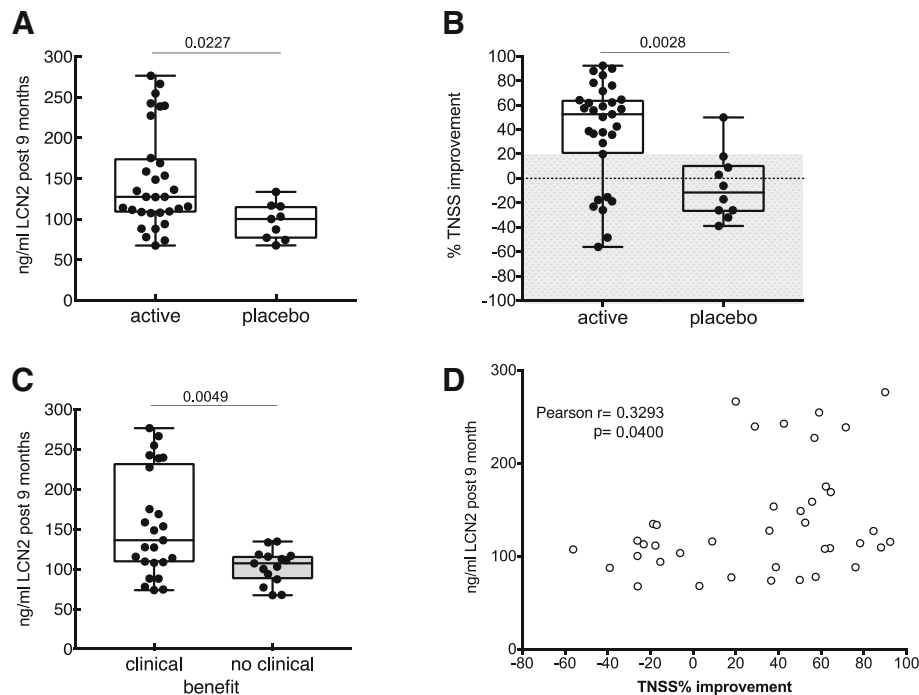 A
0.0227
ng/ml LCN2 post 9 months
300
250
200
150
100
50
0
active placebo
B
0.0028
% TNSS improvement
100
80
60
40
20
0
-20
-40
-60
-80
-100
active placebo
C
0.0049
ng/ml LCN2 post 9 months
300
250
200
150
100
50
0
clinical no clinical
benefit
D
Pearson r= 0.3293
p= 0.0400
ng/ml LCN2 post 9 month
300
200
100
0
-80 -60 -40 -20 0 20 40 60 80 100
TNSS% improvement